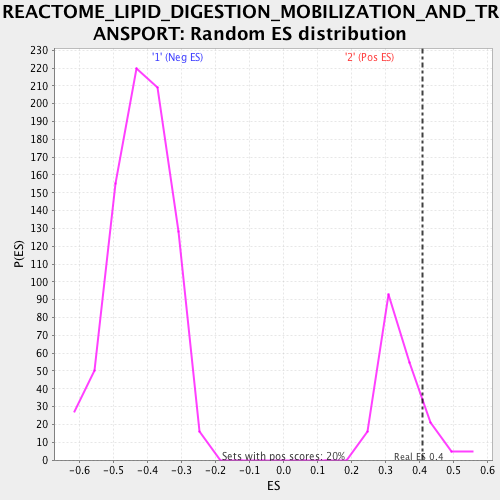 REACTOME_LIPID_DIGESTION_MOBILIZATION_AND_TR
ANSPORT: Random ES distribution
'1' (Neg ES)
'2' (Pos ES)
230
220
210
200
190
180
170
160
150
140
130
120
110
100
90
80
70
60
50
40
30
20
10
0
P(ES)
Sets with pos scores: 20%
Real ES 0.4
-0.6 -0.5 -0.4 -0.3 -0.2 -0.1 0.0 0.1 0.2 0.3 0.4 0.5 0.6
ES